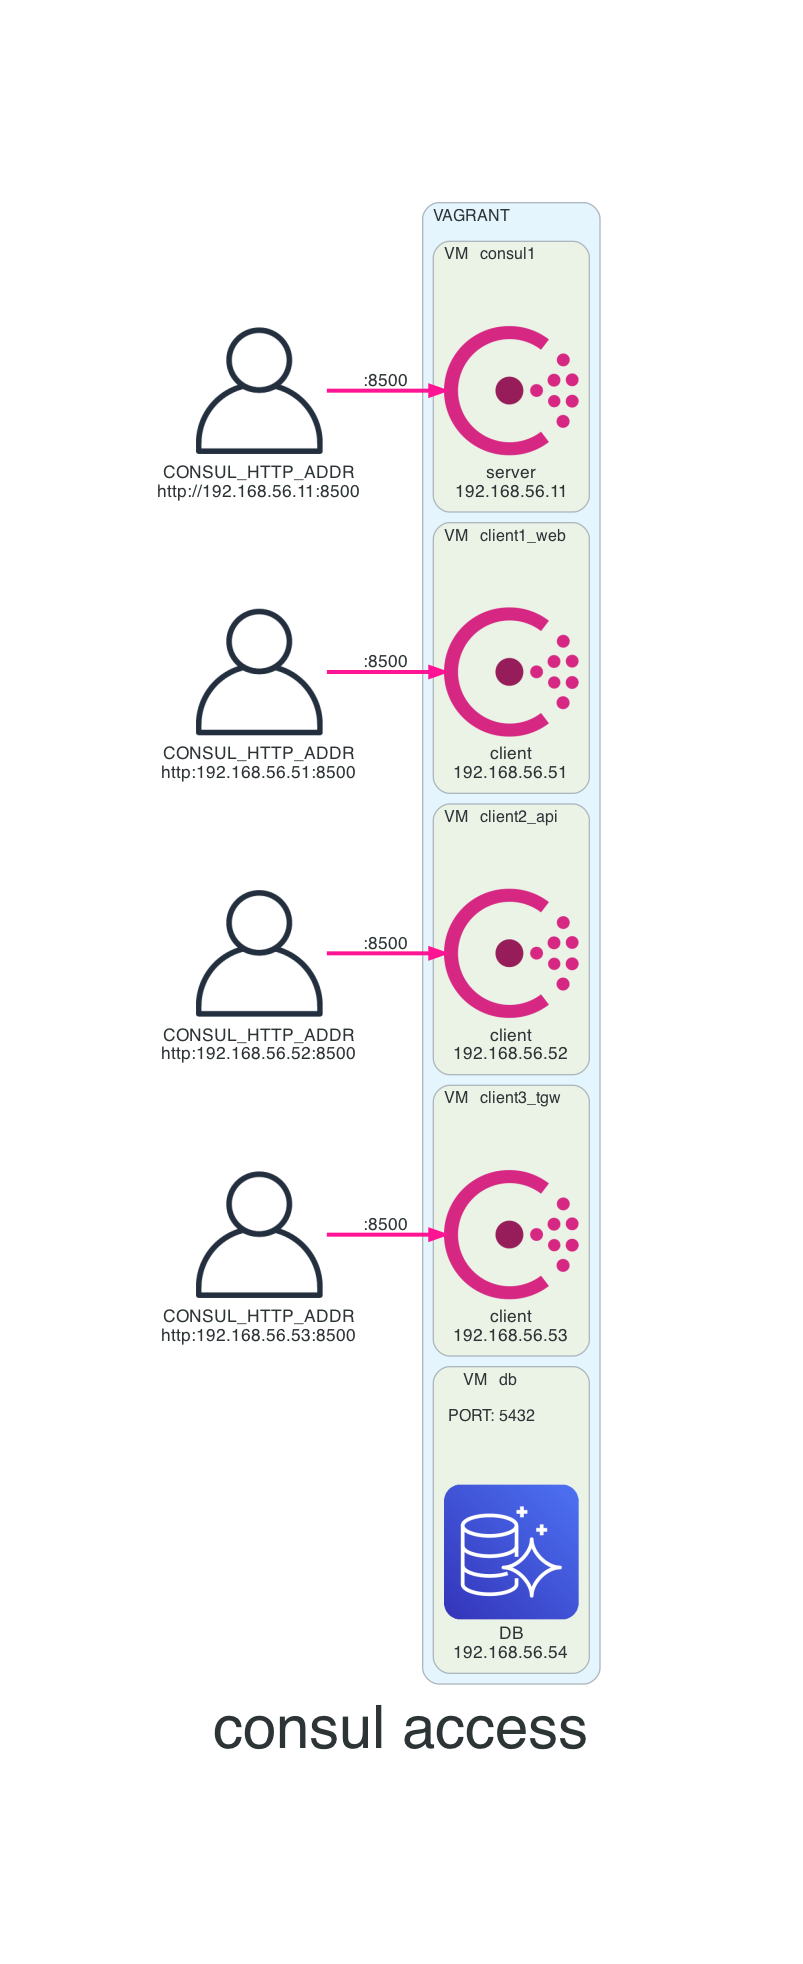 VAGRANT
VM consul1
:8500
CONSUL_HTTP_ADDR
http://192.168.56.11:8500
server
192.168.56.11
VM client1_web
:8500
CONSUL_HTTP_ADDR
http:192.168.56.51:8500
client
192.168.56.51
VM client2_api
:8500
CONSUL_HTTP_ADDR
http:192.168.56.52:8500
client
192.168.56.52
VM client3_tgw
:8500
CONSUL_HTTP_ADDR
http:192.168.56.53:8500
client
192.168.56.53
VM db
PORT: 5432
DB
192.168.56.54
consul access